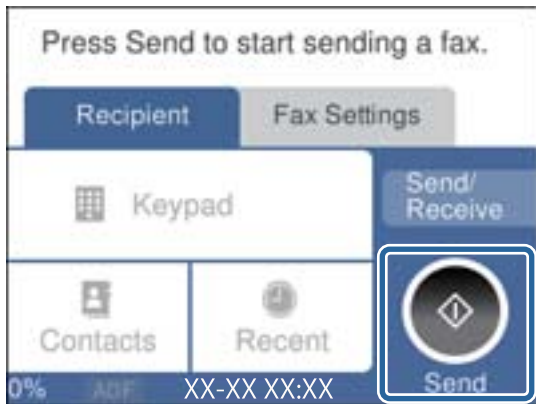 Press Send to start sending a fax.
Recipient
Fax Settings
Keypad
Send/
Receive
Contacts
Recent
Send
0%
ADF
XX-XX XX:XX